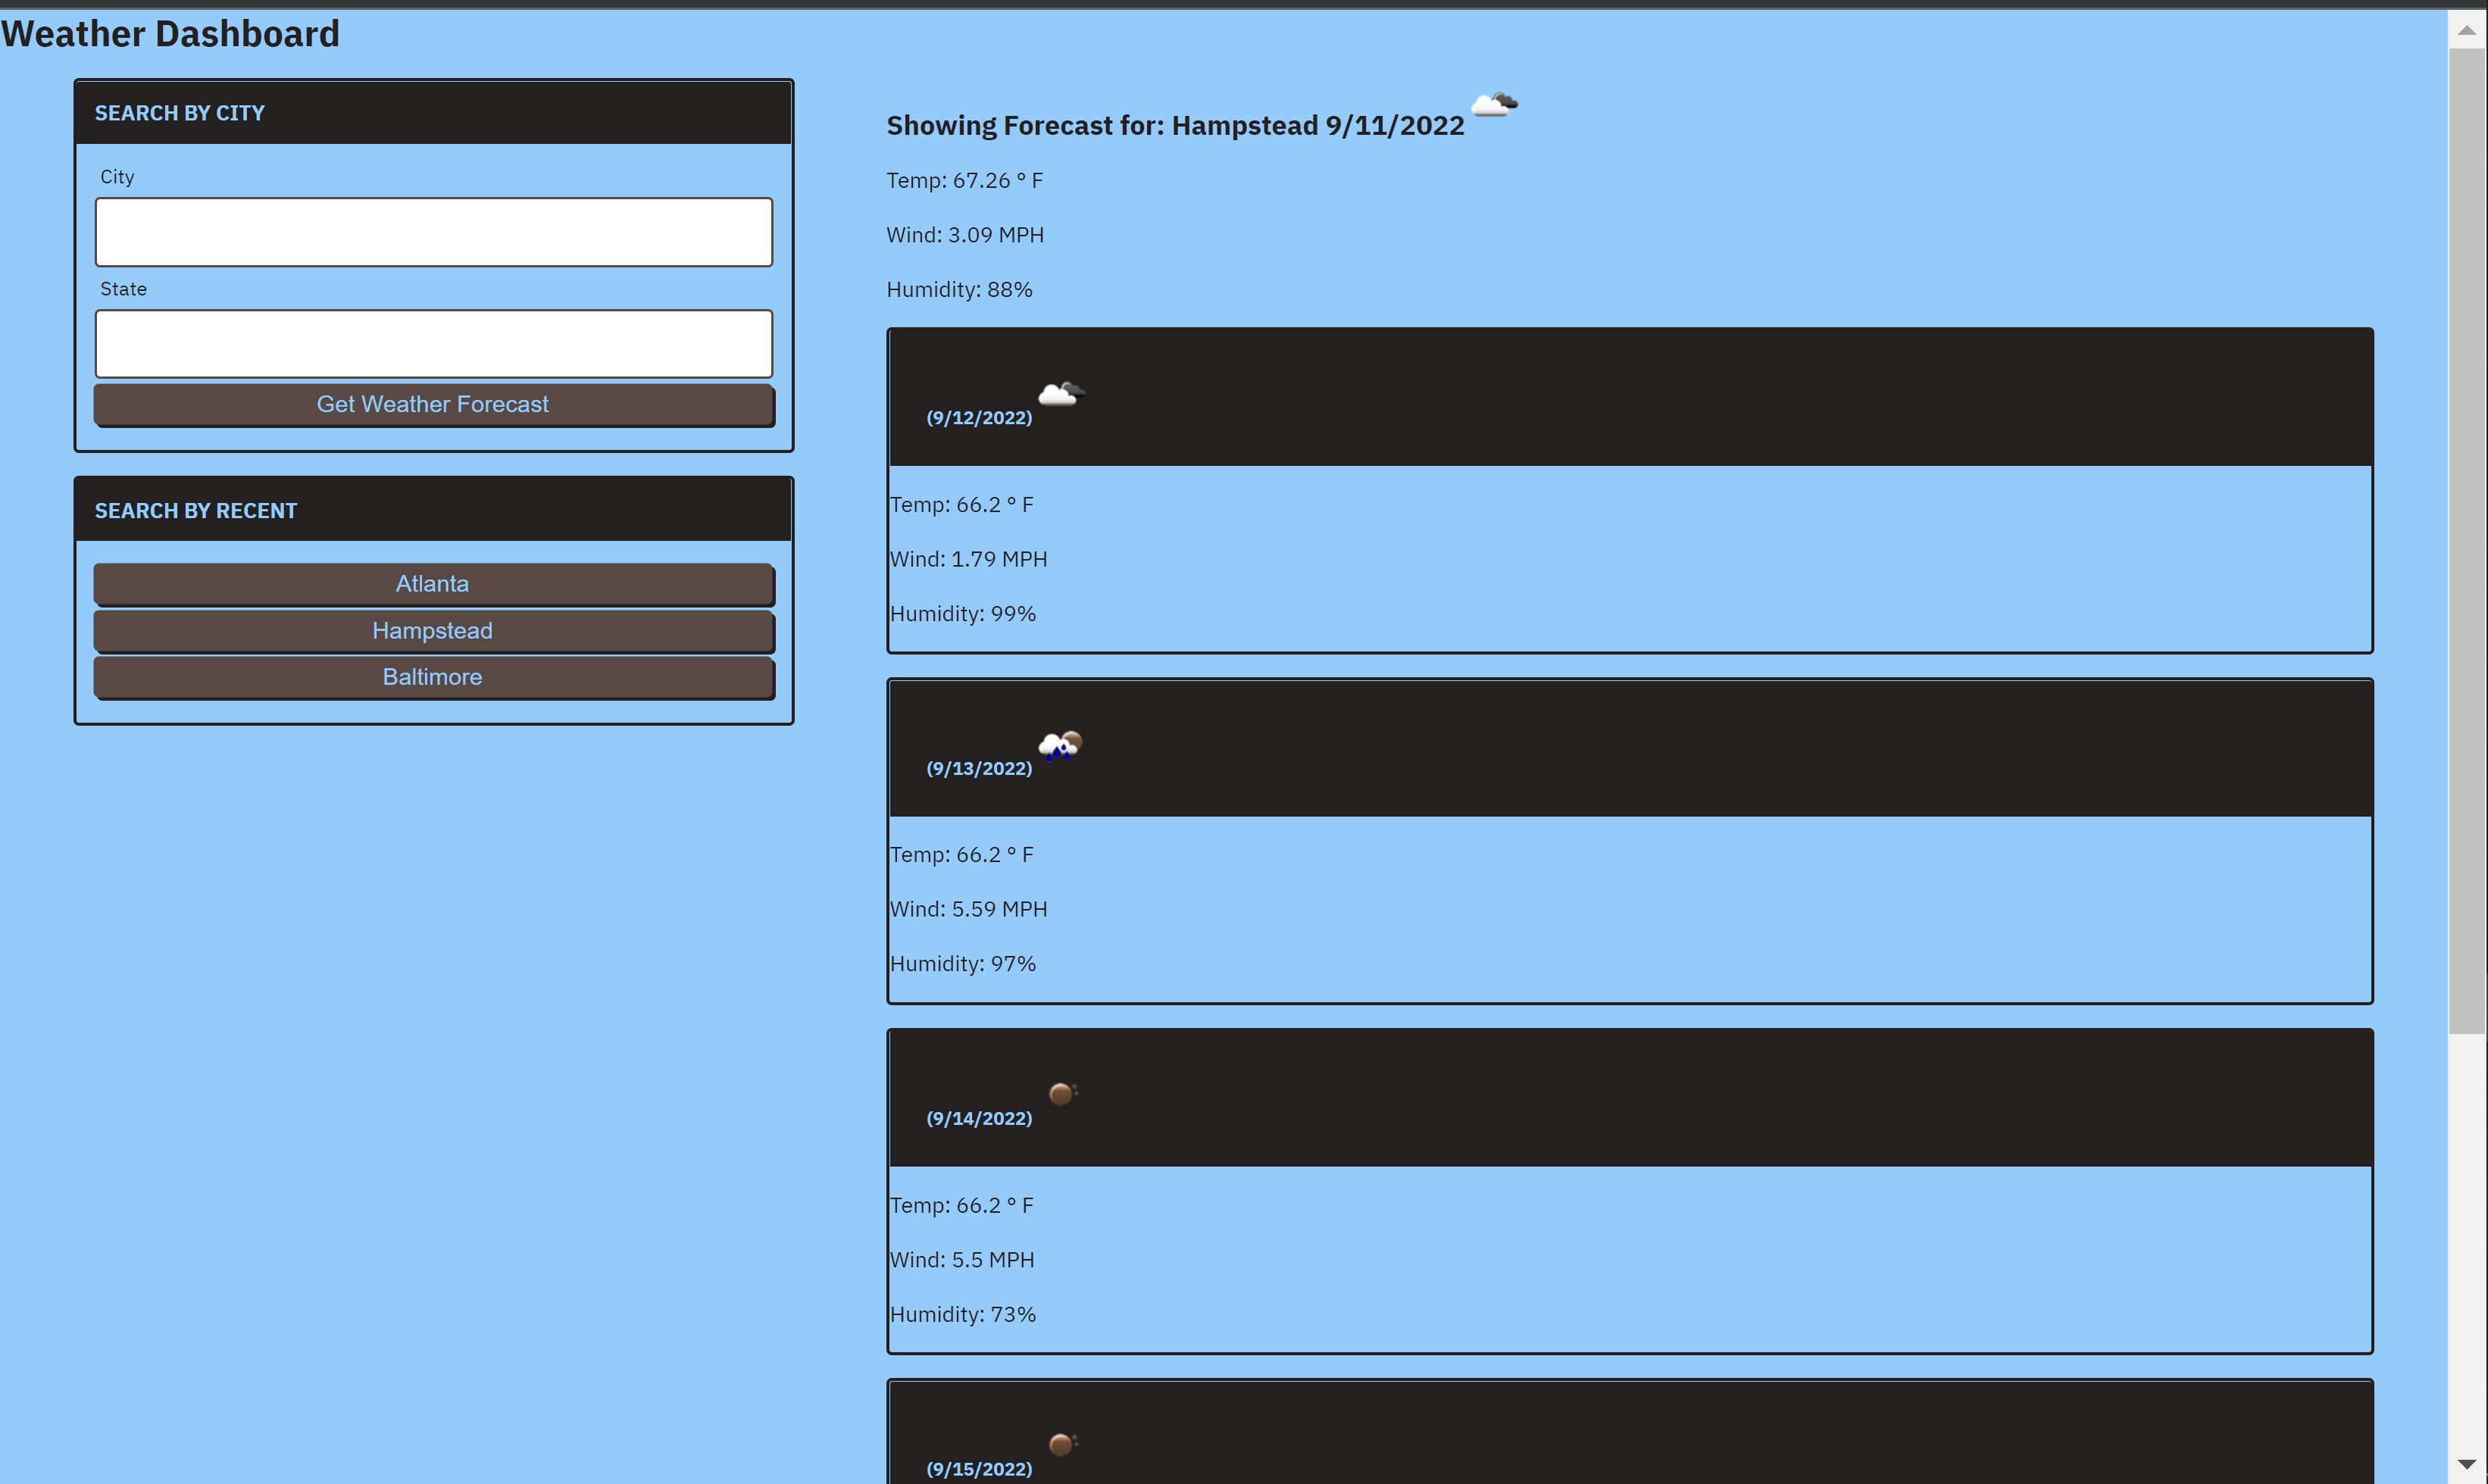 Weather Dashboard
SEARCH BY CITY
City
State
Get Weather Forecast
SEARCH BY RECENT
Atlanta
Hampstead
Baltimore
Showing Forecast for: Hampstead 9/11/2022
Temp: 67.26 ° F
Wind: 3.09 MPH
Humidity: 88%
(9/12/2022)
Temp: 66.2 ° F
Wind: 1.79 MPH
Humidity: 99%
(9/13/2022)
Temp: 66.2 ° F
Wind: 5.59 MPH
Humidity: 97%
(9/14/2022)
Temp: 66.2 ° F
Wind: 5.5 MPH
Humidity: 73%
(9/15/2022)